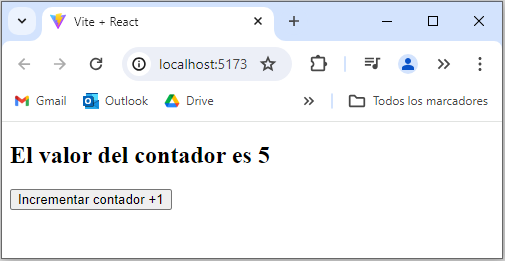 Vite + React
localhost:5173
Gmail Outlook Drive Todos los marcadores
El valor del contador es 5
Incrementar contador +1